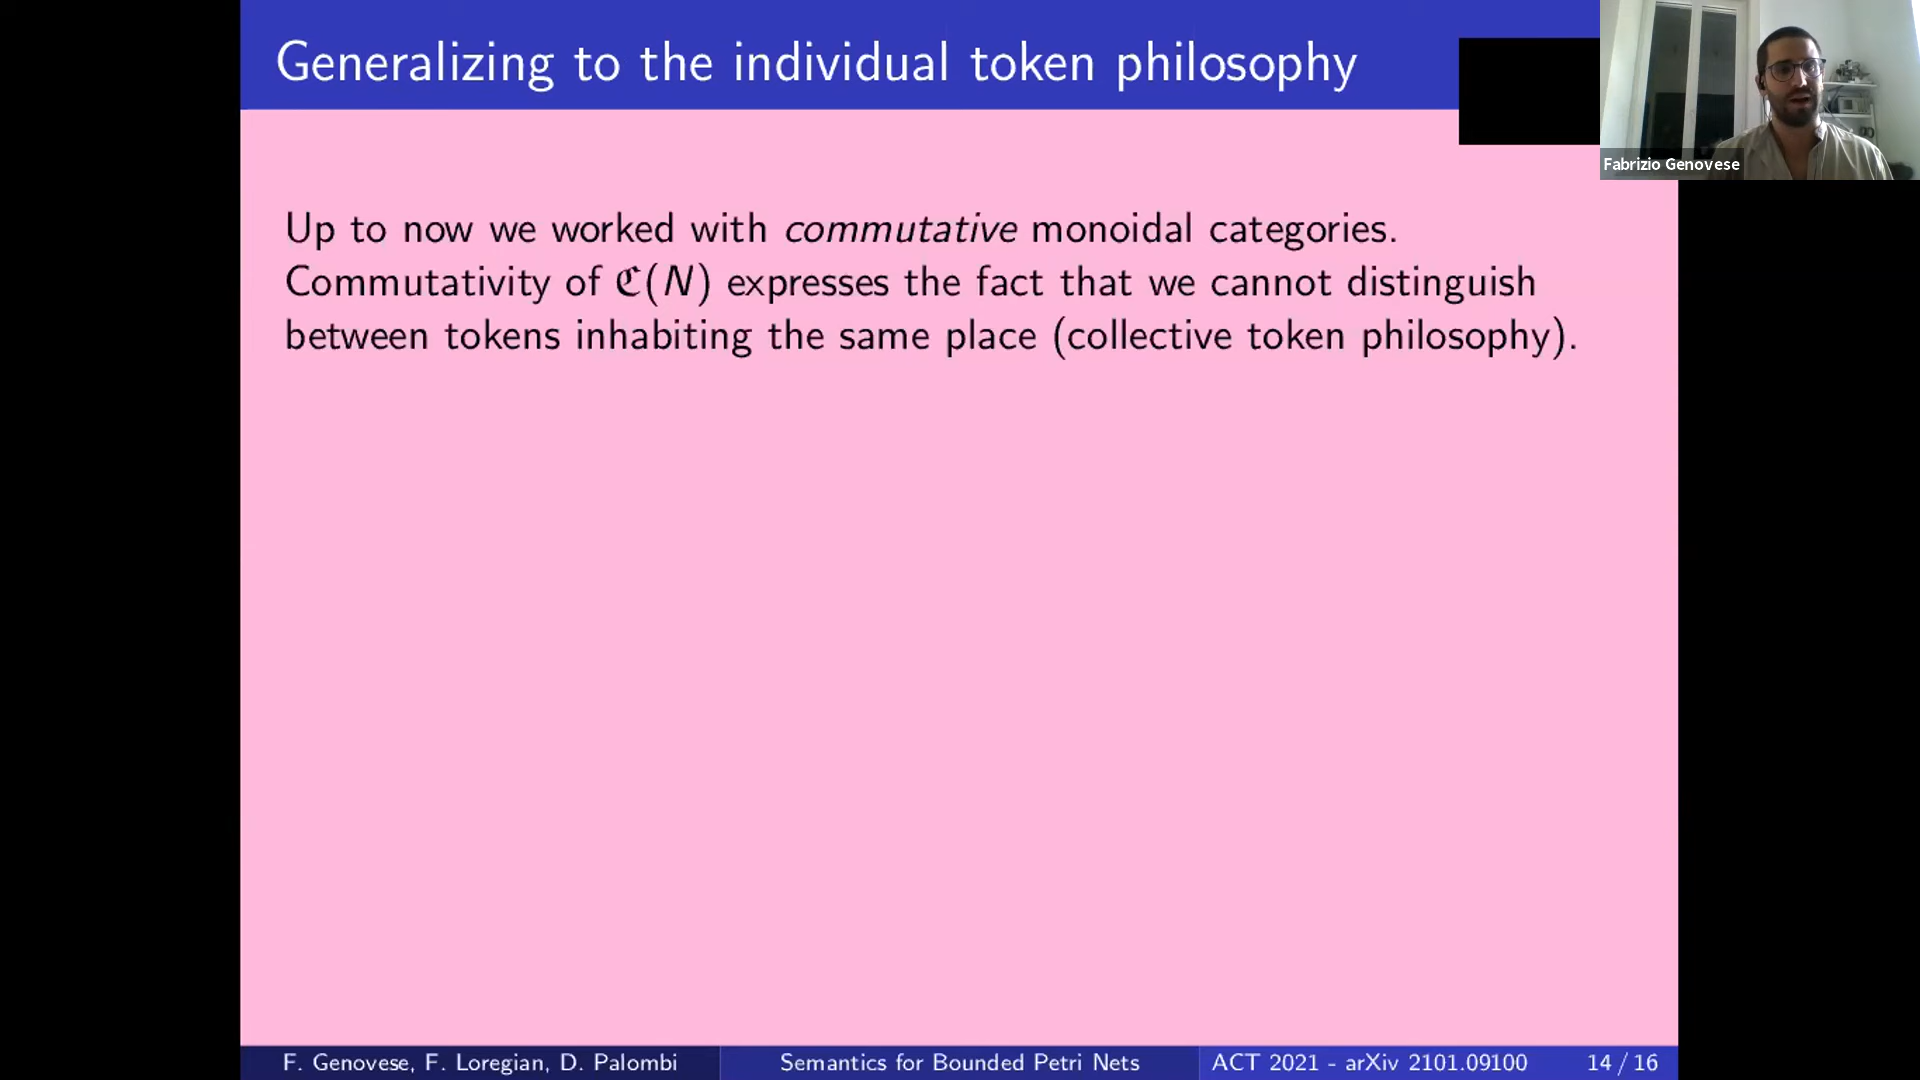 Generalizing to the individual token philosophy
Fabrizio Genovese
Up to now we worked with commutative monoidal categories.
Commutativity of ℭ(N) expresses the fact that we cannot distinguish
between tokens inhabiting the same place (collective token philosophy).
F. Genovese, F. Loregian, D. Palombi
Semantics for Bounded Petri Nets
ACT 2021 - arXiv 2101.09100
14 / 16